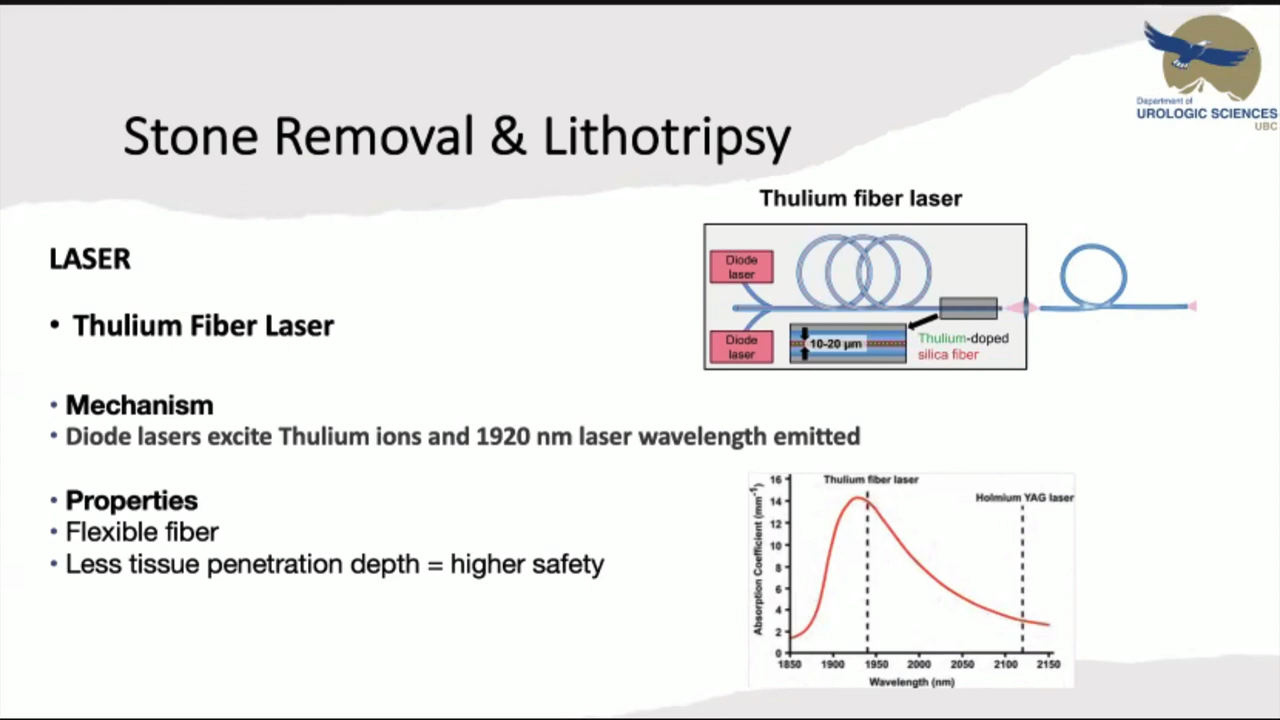 Department of
UROLOGIC SCIENCES
UBC
Stone Removal & Lithotripsy
Thulium fiber laser
Diode
laser
Diode
laser
10-20 µm
Thulium-doped
silica fiber
LASER
• Thulium Fiber Laser
• Mechanism
• Diode lasers excite Thulium ions and 1920 nm laser wavelength emitted
• Properties
• Flexible fiber
• Less tissue penetration depth = higher safety
Thulium fiber laser
Holmium YAG laser
Absorption Coefficient (mm⁻¹)
16
14
12
10
8
6
4
2
0
1850 1900 1950 2000 2050 2100 2150
Wavelength (nm)